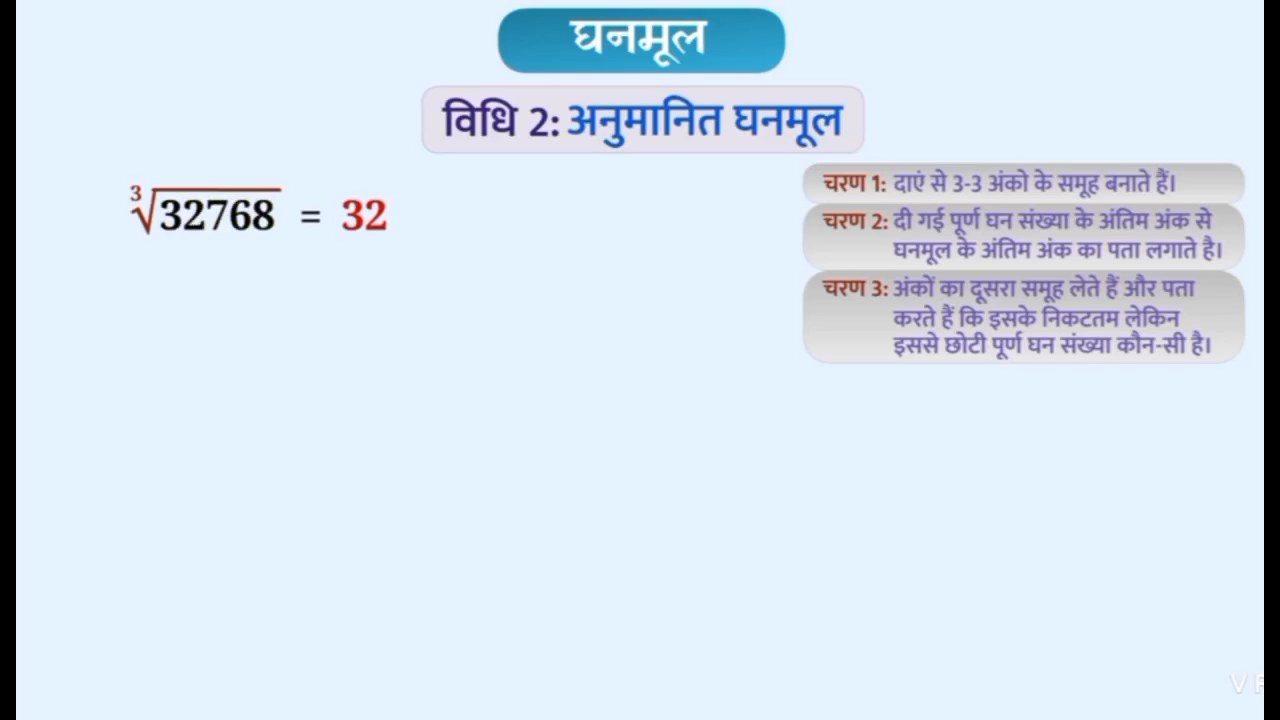 घनमूल
विधि 2: अनुमानित घनमूल
∛32768 = 32
चरण 1: दाएं से 3-3 अंको के समूह बनाते हैं।
चरण 2: दी गई पूर्ण घन संख्या के अंतिम अंक से
घनमूल के अंतिम अंक का पता लगाते है।
चरण 3: अंकों का दूसरा समूह लेते हैं और पता
करते हैं कि इसके निकटतम लेकिन
इससे छोटी पूर्ण घन संख्या कौन-सी है।